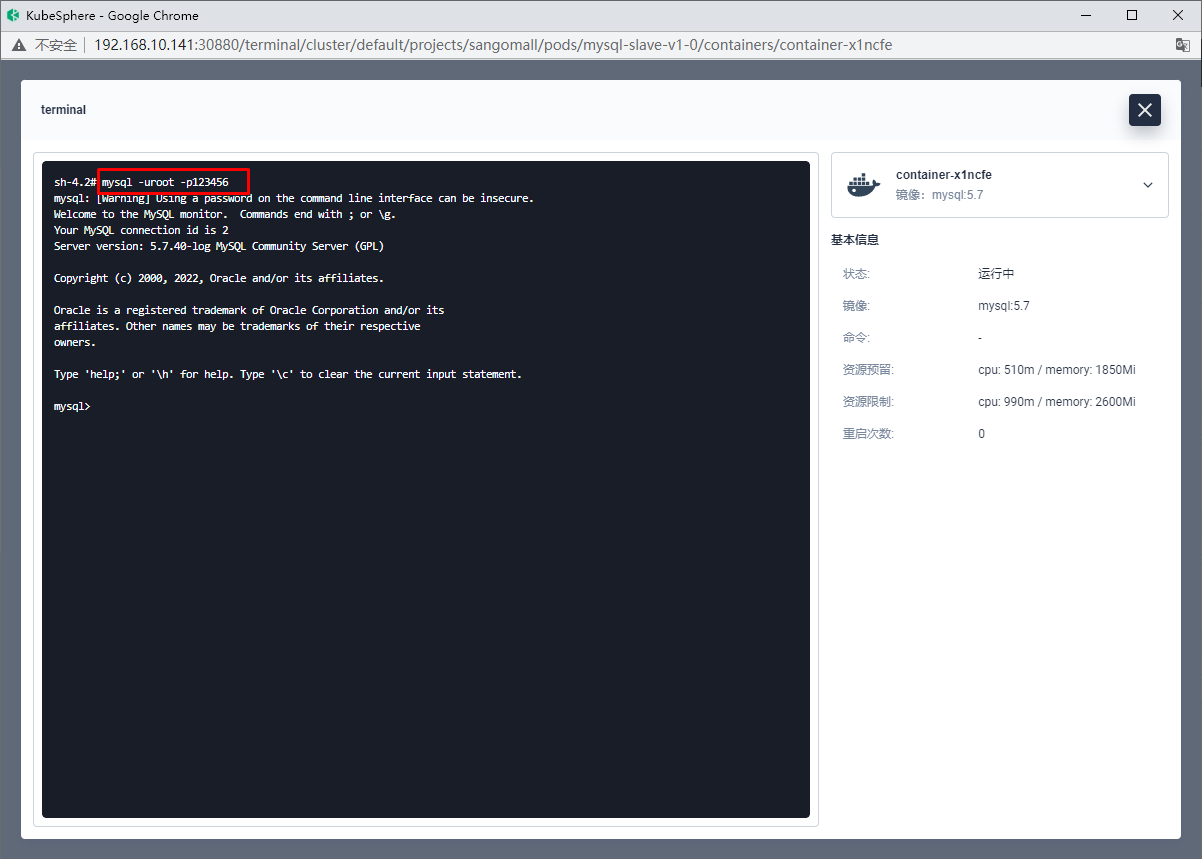 KubeSphere - Google Chrome
不安全 192.168.10.141:30880/terminal/cluster/default/projects/sangomall/pods/mysql-slave-v1-0/containers/container-x1ncfe
terminal
sh-4.2# mysql -uroot -p123456
mysql: [Warning] Using a password on the command line interface can be insecure.
Welcome to the MySQL monitor.  Commands end with ; or \g.
Your MySQL connection id is 2
Server version: 5.7.40-log MySQL Community Server (GPL)
Copyright (c) 2000, 2022, Oracle and/or its affiliates.
Oracle is a registered trademark of Oracle Corporation and/or its
affiliates. Other names may be trademarks of their respective
owners.
Type 'help;' or '\h' for help. Type '\c' to clear the current input statement.
mysql>
container-x1ncfe
镜像：mysql:5.7
基本信息
状态: 运行中
镜像: mysql:5.7
命令: -
资源预留: cpu: 510m / memory: 1850Mi
资源限制: cpu: 990m / memory: 2600Mi
重启次数: 0